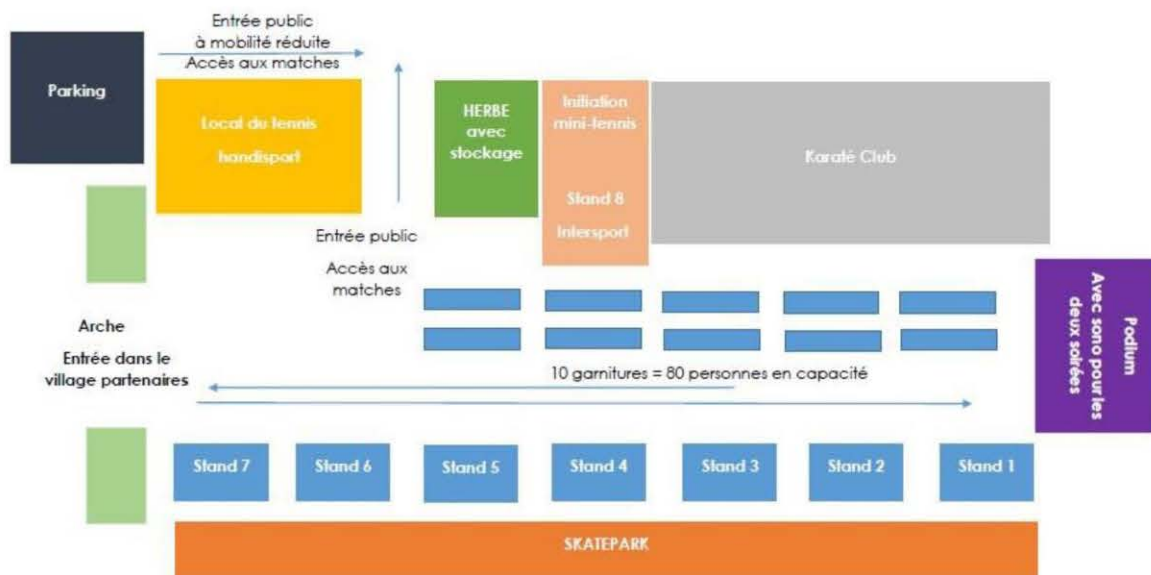 Entrée public
à mobilité réduite
Accès aux matches
Parking
Local du tennis
handisport
HERBE
avec
stockage
Initiation
mini-tennis
Stand 8
Intersport
Karaté Club
Entrée public
Accès aux
matches
Podium
Avec sono pour les
deux soirées
Arche
Entrée dans le
village partenaires
10 garnitures = 80 personnes en capacité
Stand 7
Stand 6
Stand 5
Stand 4
Stand 3
Stand 2
Stand 1
SKATEPARK